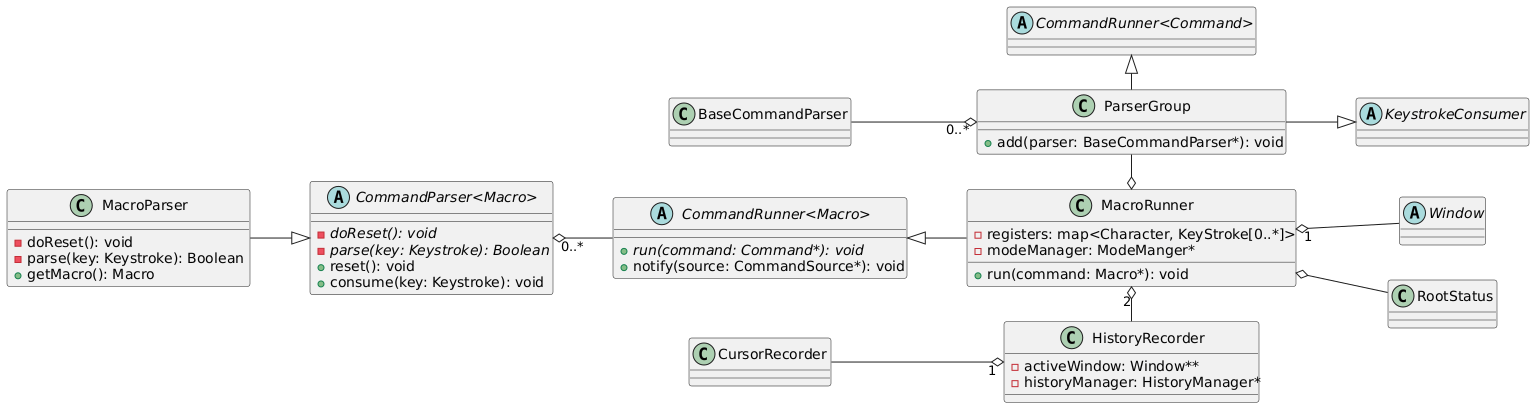 A CommandRunner<Command>
C BaseCommandParser
0..*
C ParserGroup
add(parser: BaseCommandParser*): void
A KeystrokeConsumer
C MacroParser
doReset(): void
parse(key: Keystroke): Boolean
getMacro(): Macro
A CommandParser<Macro>
doReset(): void
parse(key: Keystroke): Boolean
reset(): void
consume(key: Keystroke): void
0..*
A CommandRunner<Macro>
run(command: Command*): void
notify(source: CommandSource*): void
C MacroRunner
registers: map<Character, KeyStroke[0..*]>
modeManager: ModeManger*
run(command: Macro*): void
1
A Window
C RootStatus
2
C CursorRecorder
1
C HistoryRecorder
activeWindow: Window**
historyManager: HistoryManager*